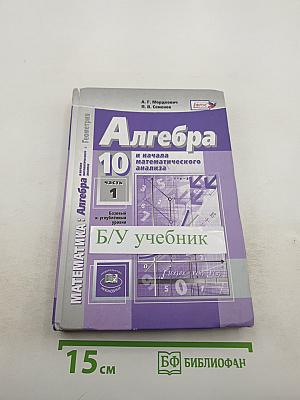 А. Г. Мордкович
П. В. Семенов
Алгебра
10
и начала
математического
анализа
часть
1
Базовый
и углублённый
уровни
Б/У учебник
МАТЕМАТИКА:
Алгебра
Геометрия
15 см
БФ
БИБЛИОФАН